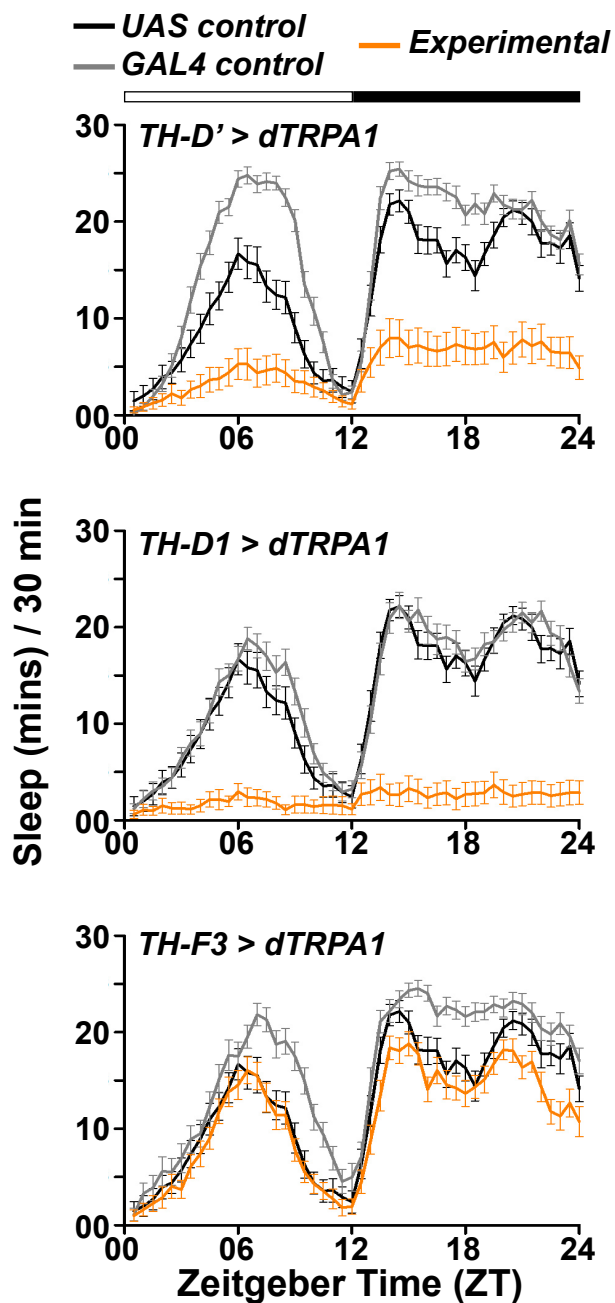 UAS control
GAL4 control
Experimental
TH-D' > dTRPA1
30
20
10
00
00 06 12 18 24
Sleep (mins) / 30 min
TH-D1 > dTRPA1
30
20
10
00
00 06 12 18 24
TH-F3 > dTRPA1
30
20
10
00
00 06 12 18 24
Zeitgeber Time (ZT)